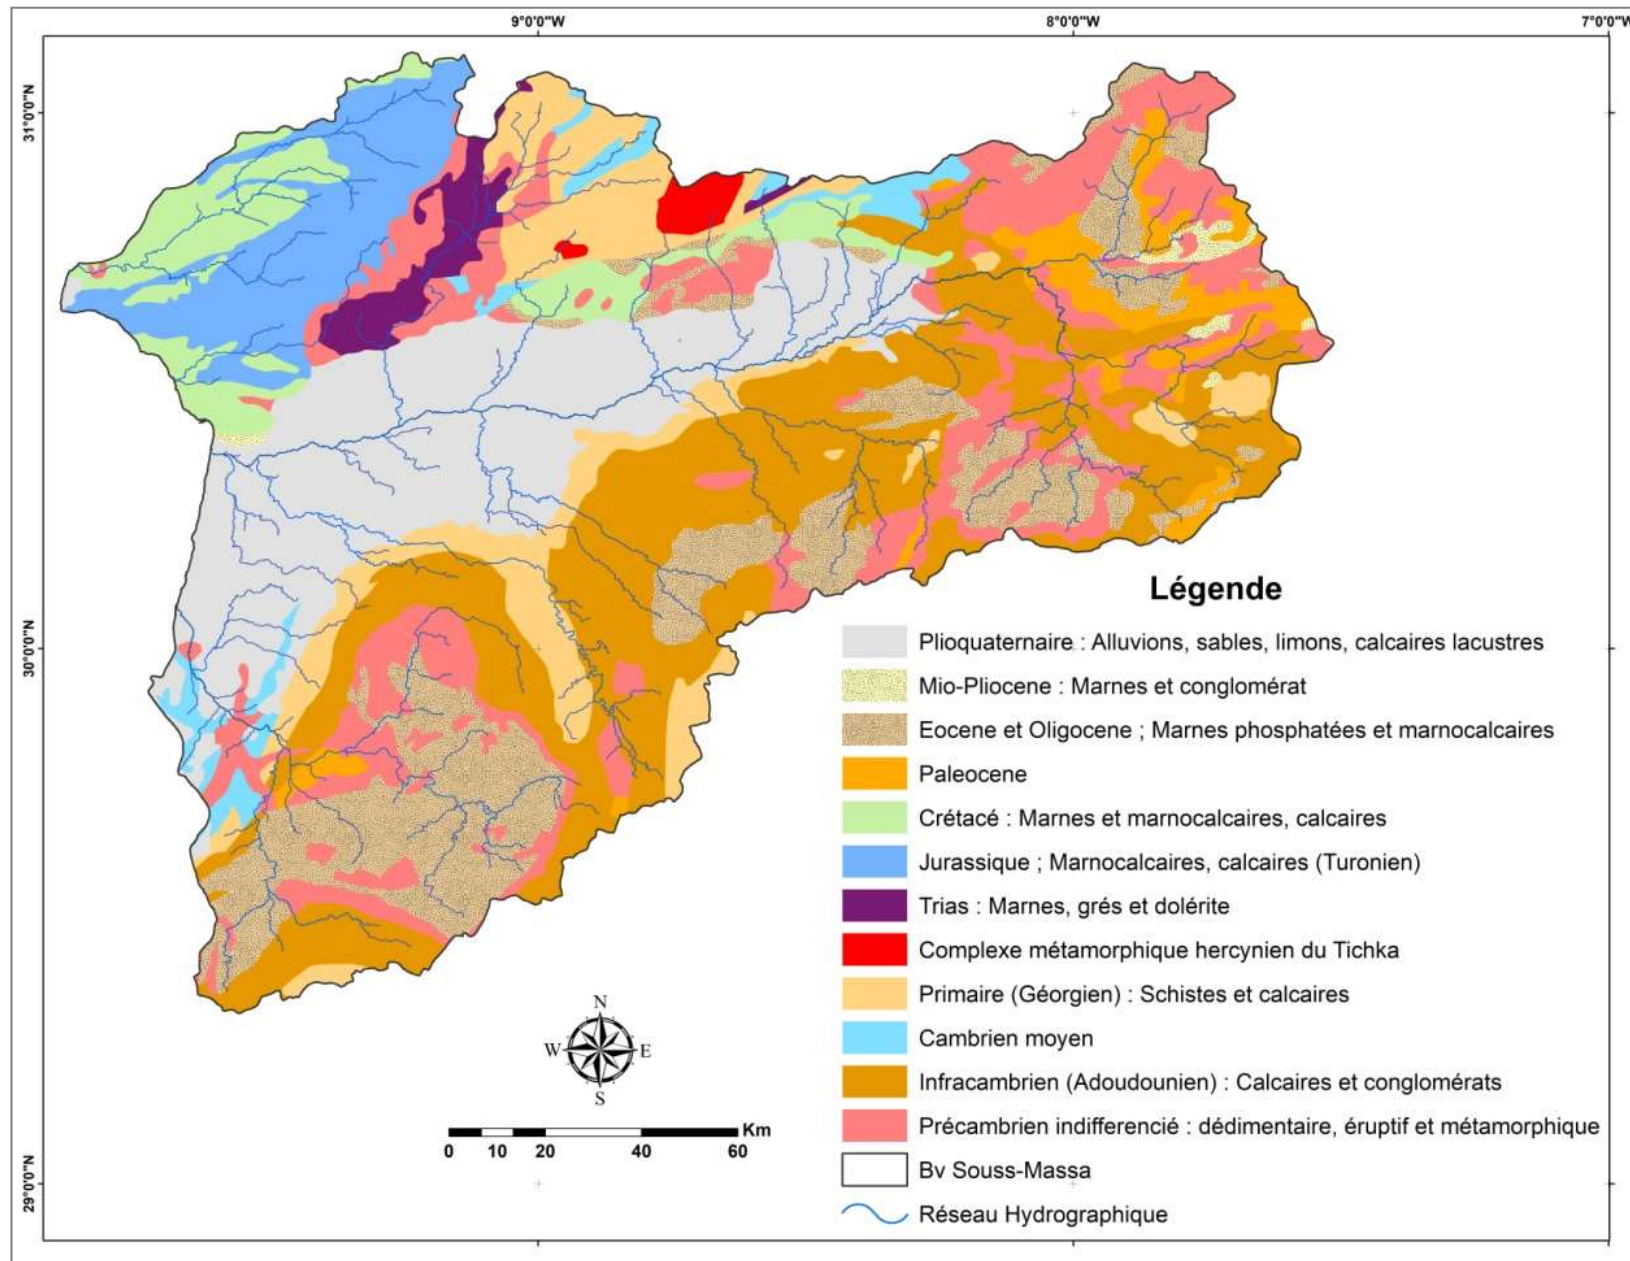 9°0'0"W
8°0'0"W
7°0'0"W
31°0'0"N
30°0'0"N
29°0'0"N
Légende
Plioquaternaire : Alluvions, sables, limons, calcaires lacustres
Mio-Pliocene : Marnes et conglomérat
Eocene et Oligocene ; Marnes phosphatées et marnocalcaires
Paleocene
Crétacé : Marnes et marnocalcaires, calcaires
Jurassique ; Marnocalcaires, calcaires (Turonien)
Trias : Marnes, grés et dolérite
Complexe métamorphique hercynien du Tichka
Primaire (Géorgien) : Schistes et calcaires
Cambrien moyen
Infracambrien (Adoudounien) : Calcaires et conglomérats
Précambrien indifferencié : dédimentaire, éruptif et métamorphique
Bv Souss-Massa
Réseau Hydrographique
N
W E
S
Km
0 10 20 40 60